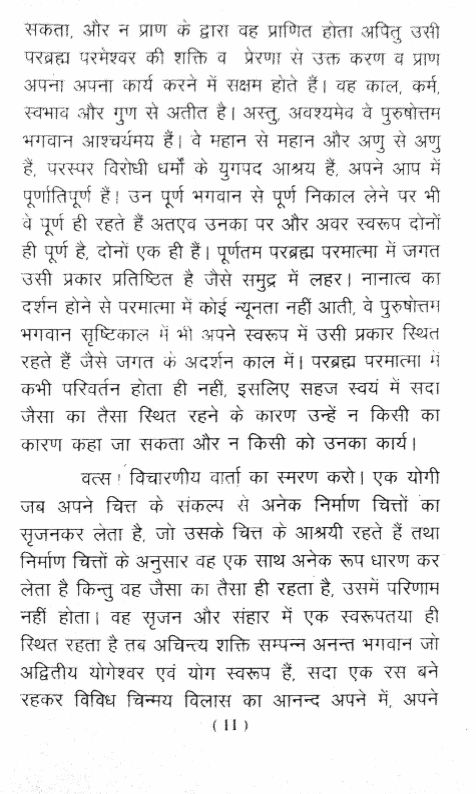 सकता, और न प्राण के द्वारा वह प्राणित होता अपितु उसी
परब्रह्म परमेश्वर की शक्ति व प्रेरणा से उक्त करण व प्राण
अपना अपना कार्य करने में सक्षम होते हैं। वह काल, कर्म,
स्वभाव और गुण से अतीत है। अस्तु, अवश्यमेव वे पुरुषोत्तम
भगवान आश्चर्यमय हैं। वे महान से महान और अणु से अणु
हैं, परस्पर विरोधी धर्मों के युगपद आश्रय हैं, अपने आप में
पूर्णातिपूर्ण हैं। उन पूर्ण भगवान से पूर्ण निकाल लेने पर भी
वे पूर्ण ही रहते हैं अतएव उनका पर और अवर स्वरूप दोनों
ही पूर्ण है, दोनों एक ही हैं। पूर्णतम परब्रह्म परमात्मा में जगत
उसी प्रकार प्रतिष्ठित है जैसे समुद्र में लहर। नानात्व का
दर्शन होने से परमात्मा में कोई न्यूनता नहीं आती, वे पुरुषोत्तम
भगवान सृष्टिकाल में भी अपने स्वरूप में उसी प्रकार स्थित
रहते हैं जैसे जगत के अदर्शन काल में। परब्रह्म परमात्मा में
कभी परिवर्तन होता ही नहीं, इसलिए सहज स्वयं में सदा
जैसा का तैसा स्थित रहने के कारण उन्हें न किसी का
कारण कहा जा सकता और न किसी को उनका कार्य।
वत्स! विचारणीय वार्ता का स्मरण करो। एक योगी
जब अपने चित्त के संकल्प से अनेक निर्माण चित्तों का
सृजनकर लेता है, जो उसके चित्त के आश्रयी रहते हैं तथा
निर्माण चित्तों के अनुसार वह एक साथ अनेक रूप धारण कर
लेता है किन्तु वह जैसा का तैसा ही रहता है, उसमें परिणाम
नहीं होता। वह सृजन और संहार में एक स्वरूपतया ही
स्थित रहता है तब अचिन्त्य शक्ति सम्पन्न अनन्त भगवान जो
अद्वितीय योगेश्वर एवं योग स्वरूप हैं, सदा एक रस बने
रहकर विविध चिन्मय विलास का आनन्द अपने में, अपने
(11)